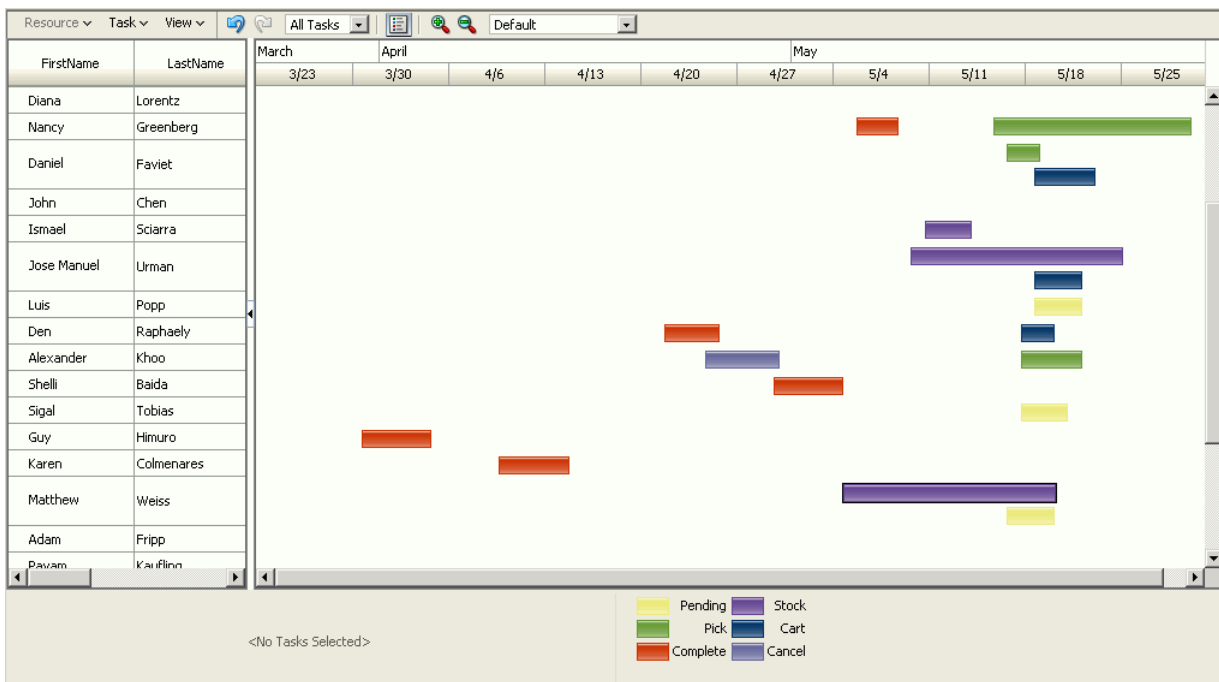 Resource Task View All Tasks Default
FirstName LastName
March April May
3/23 3/30 4/6 4/13 4/20 4/27 5/4 5/11 5/18 5/25
Diana Lorentz
Nancy Greenberg
Daniel Faviet
John Chen
Ismael Sciarra
Jose Manuel Urman
Luis Popp
Den Raphaely
Alexander Khoo
Shelli Baida
Sigal Tobias
Guy Himuro
Karen Colmenares
Matthew Weiss
Adam Fripp
Payam Kaufling
<No Tasks Selected>
Pending Stock
Pick Cart
Complete Cancel